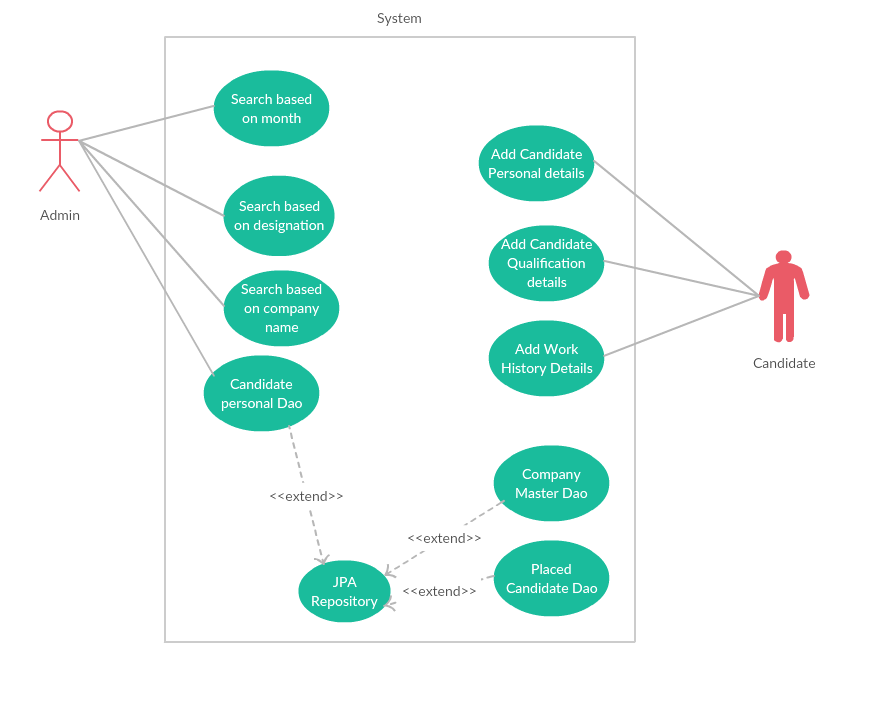 System
Search based
on month
Add Candidate
Personal details
Admin
Search based
on designation
Add Candidate
Qualification
details
Search based
on company
name
Add Work
History Details
Candidate
Candidate
personal Dao
Company
Master Dao
<<extend>>
<<extend>>
Placed
Candidate Dao
JPA
Repository
<<extend>>